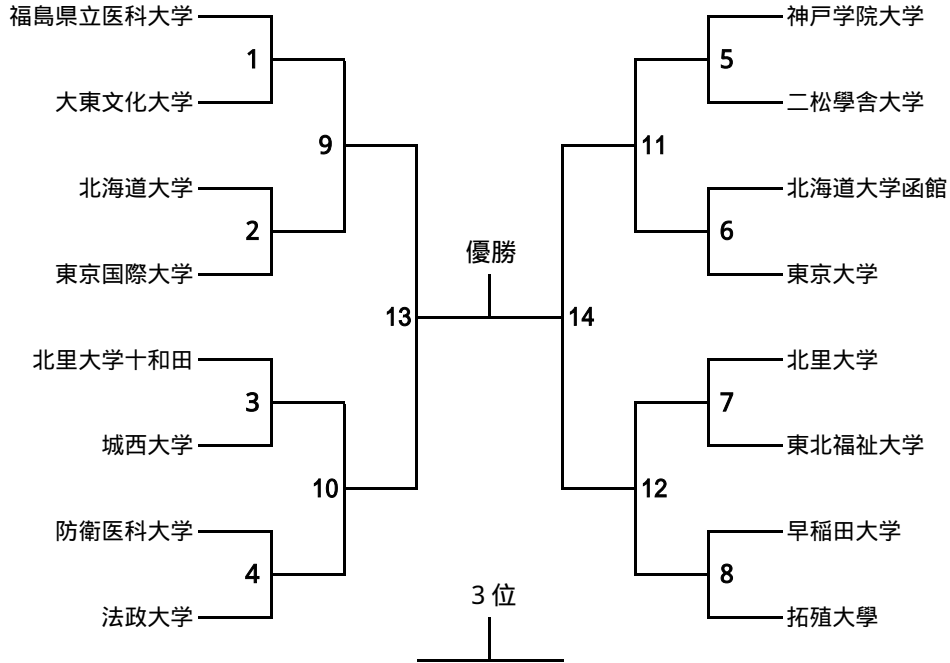 福島県立医科大学
1
大東文化大学
9
北海道大学
2
東京国際大学
13
北里大学十和田
3
城西大学
10
防衛医科大学
4
法政大学
優勝
3 位
神戸学院大学
5
二松學舎大学
11
北海道大学函館
6
東京大学
14
北里大学
7
東北福祉大学
12
早稲田大学
8
拓殖大學